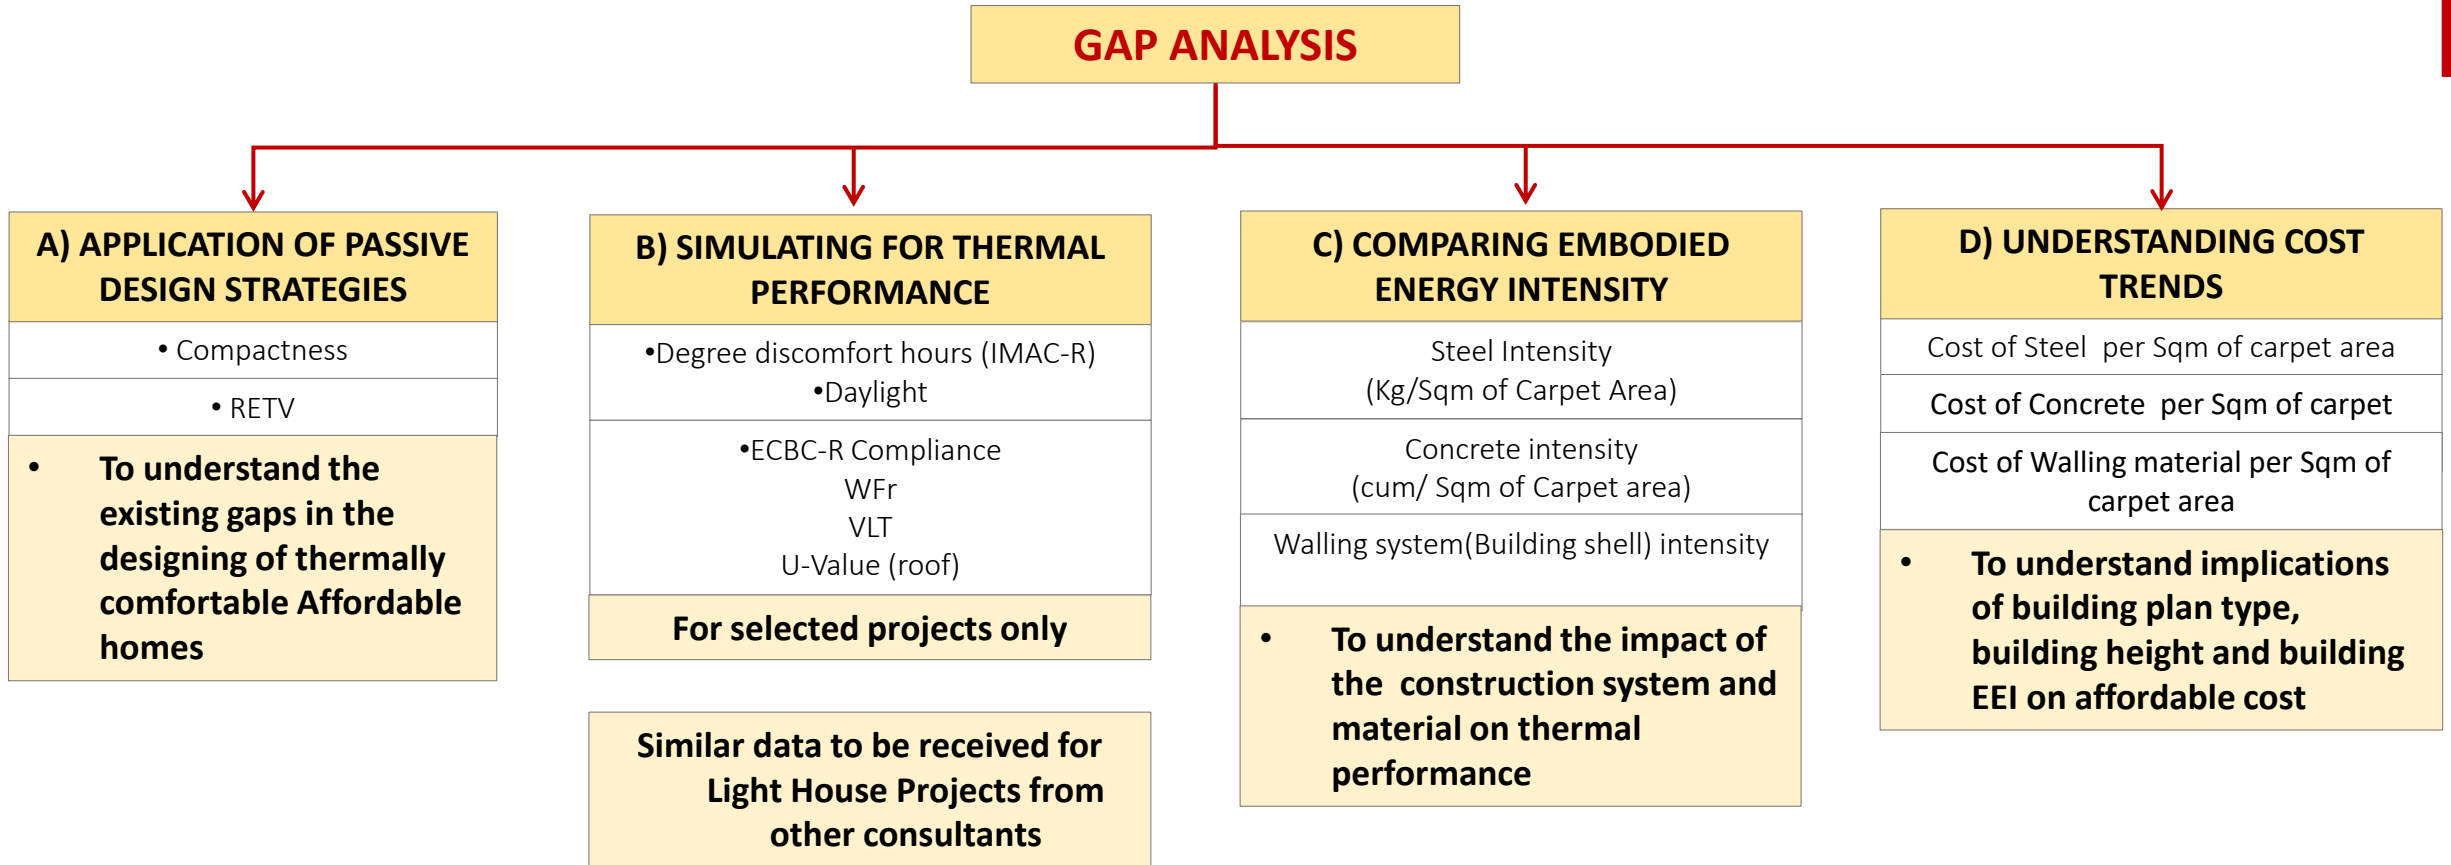 GAP ANALYSIS
A) APPLICATION OF PASSIVE
DESIGN STRATEGIES
• Compactness
• RETV
• To understand the
existing gaps in the
designing of thermally
comfortable Affordable
homes
B) SIMULATING FOR THERMAL
PERFORMANCE
•Degree discomfort hours (IMAC-R)
•Daylight
•ECBC-R Compliance
WFr
VLT
U-Value (roof)
For selected projects only
Similar data to be received for
Light House Projects from
other consultants
C) COMPARING EMBODIED
ENERGY INTENSITY
Steel Intensity
(Kg/Sqm of Carpet Area)
Concrete intensity
(cum/ Sqm of Carpet area)
Walling system(Building shell) intensity
• To understand the impact of
the construction system and
material on thermal
performance
D) UNDERSTANDING COST
TRENDS
Cost of Steel per Sqm of carpet area
Cost of Concrete per Sqm of carpet
Cost of Walling material per Sqm of
carpet area
• To understand implications
of building plan type,
building height and building
EEI on affordable cost